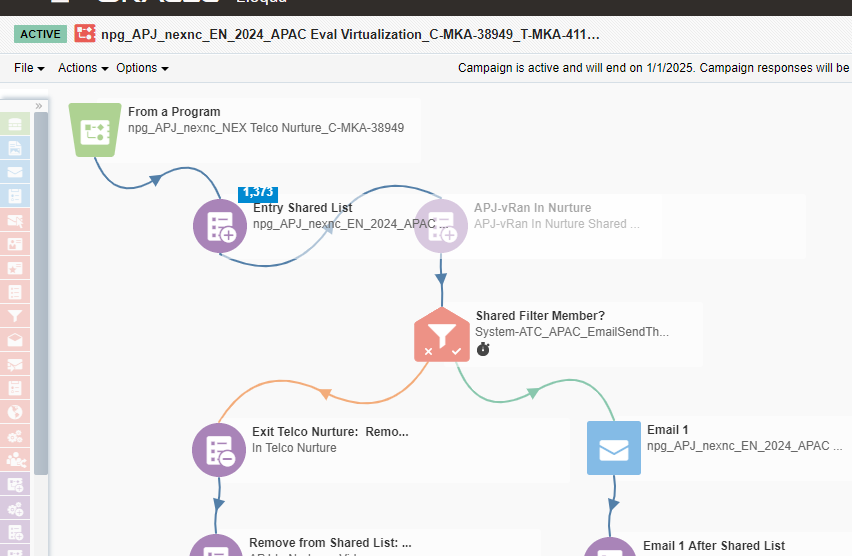 Eloqua
ACTIVE
npg_APJ_nexnc_EN_2024_APAC Eval Virtualization_C-MKA-38949_T-MKA-411...
File
Actions
Options
Campaign is active and will end on 1/1/2025. Campaign responses will be
From a Program
npg_APJ_nexnc_NEX Telco Nurture_C-MKA-38949
1,373
Entry Shared List
npg_APJ_nexnc_EN_2024_APAC ...
APJ-vRan In Nurture
APJ-vRan In Nurture Shared ...
Shared Filter Member?
System-ATC_APAC_EmailSendTh...
Exit Telco Nurture: Remo...
In Telco Nurture
Email 1
npg_APJ_nexnc_EN_2024_APAC ...
Remove from Shared List: ...
Email 1 After Shared List